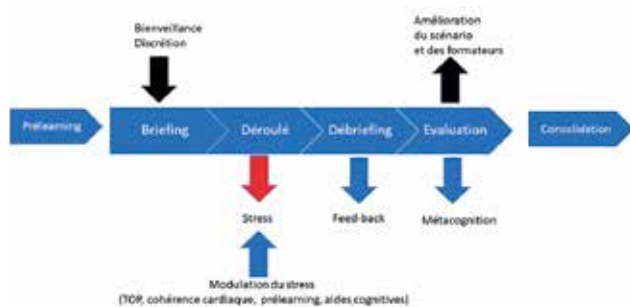 Bienveillance
Discrétion
Amélioration
du scénario
et des formateurs
Prélearning
Briefing
Déroulé
Débriefing
Evaluation
Consolidation
Stress
Feed-back
Métacognition
Modulation du stress
(TOP, cohérence cardiaque, prélearning, aides cognitives)